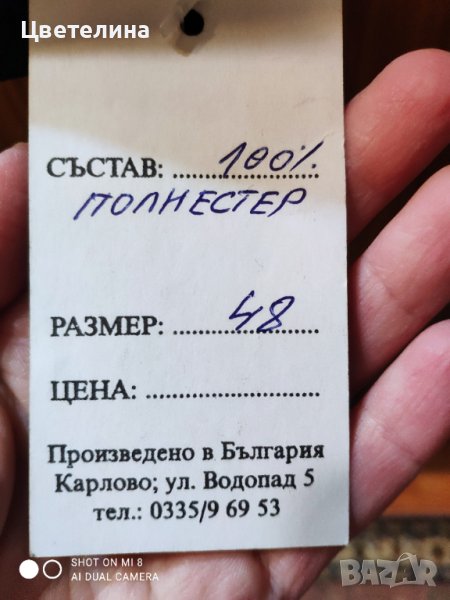 Цветелина
СЪСТАВ: 100%
ПОЛИЕСТЕР
РАЗМЕР: 48
ЦЕНА:
Произведено в България
Карлово; ул. Водопад 5
тел.: 0335/9 69 53
SHOT ON MI 8
AI DUAL CAMERA
BAZAR